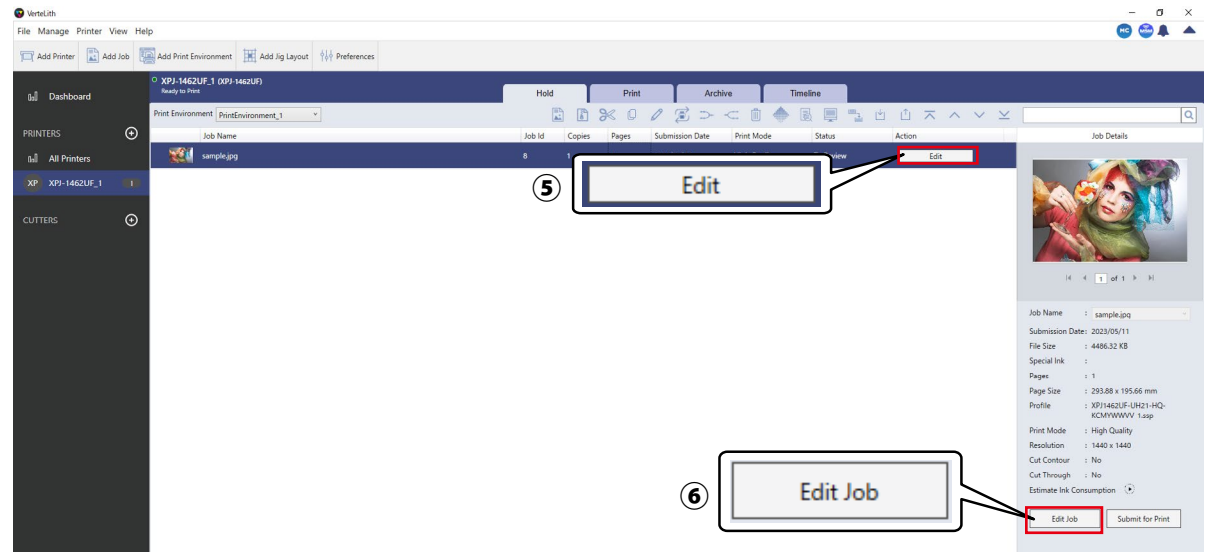 VerteLith
File Manage Printer View Help
MC MSM
Add Printer Add Job Add Print Environment Add Jig Layout Preferences
Dashboard
PRINTERS
All Printers
XP XPJ-1462UF_1 1
CUTTERS
XPJ-1462UF_1 (XPJ-1462UF)
Ready to Print
Hold Print Archive Timeline
Print Environment PrintEnvironment_1
Job Name Job Id Copies Pages Submission Date Print Mode Status Action
sample.jpg 8 1 Edit
⑤ Edit
Job Details
1 of 1
Job Name : sample.jpg
Submission Date: 2023/05/11
File Size : 4486.32 KB
Special Ink :
Pages : 1
Page Size : 293.88 x 195.66 mm
Profile : XPJ1462UF-UH21-HQ-
KCMYWWVV 1.ssp
Print Mode : High Quality
Resolution : 1440 x 1440
Cut Contour : No
Cut Through : No
Estimate Ink Consumption
⑥ Edit Job
Edit Job Submit for Print